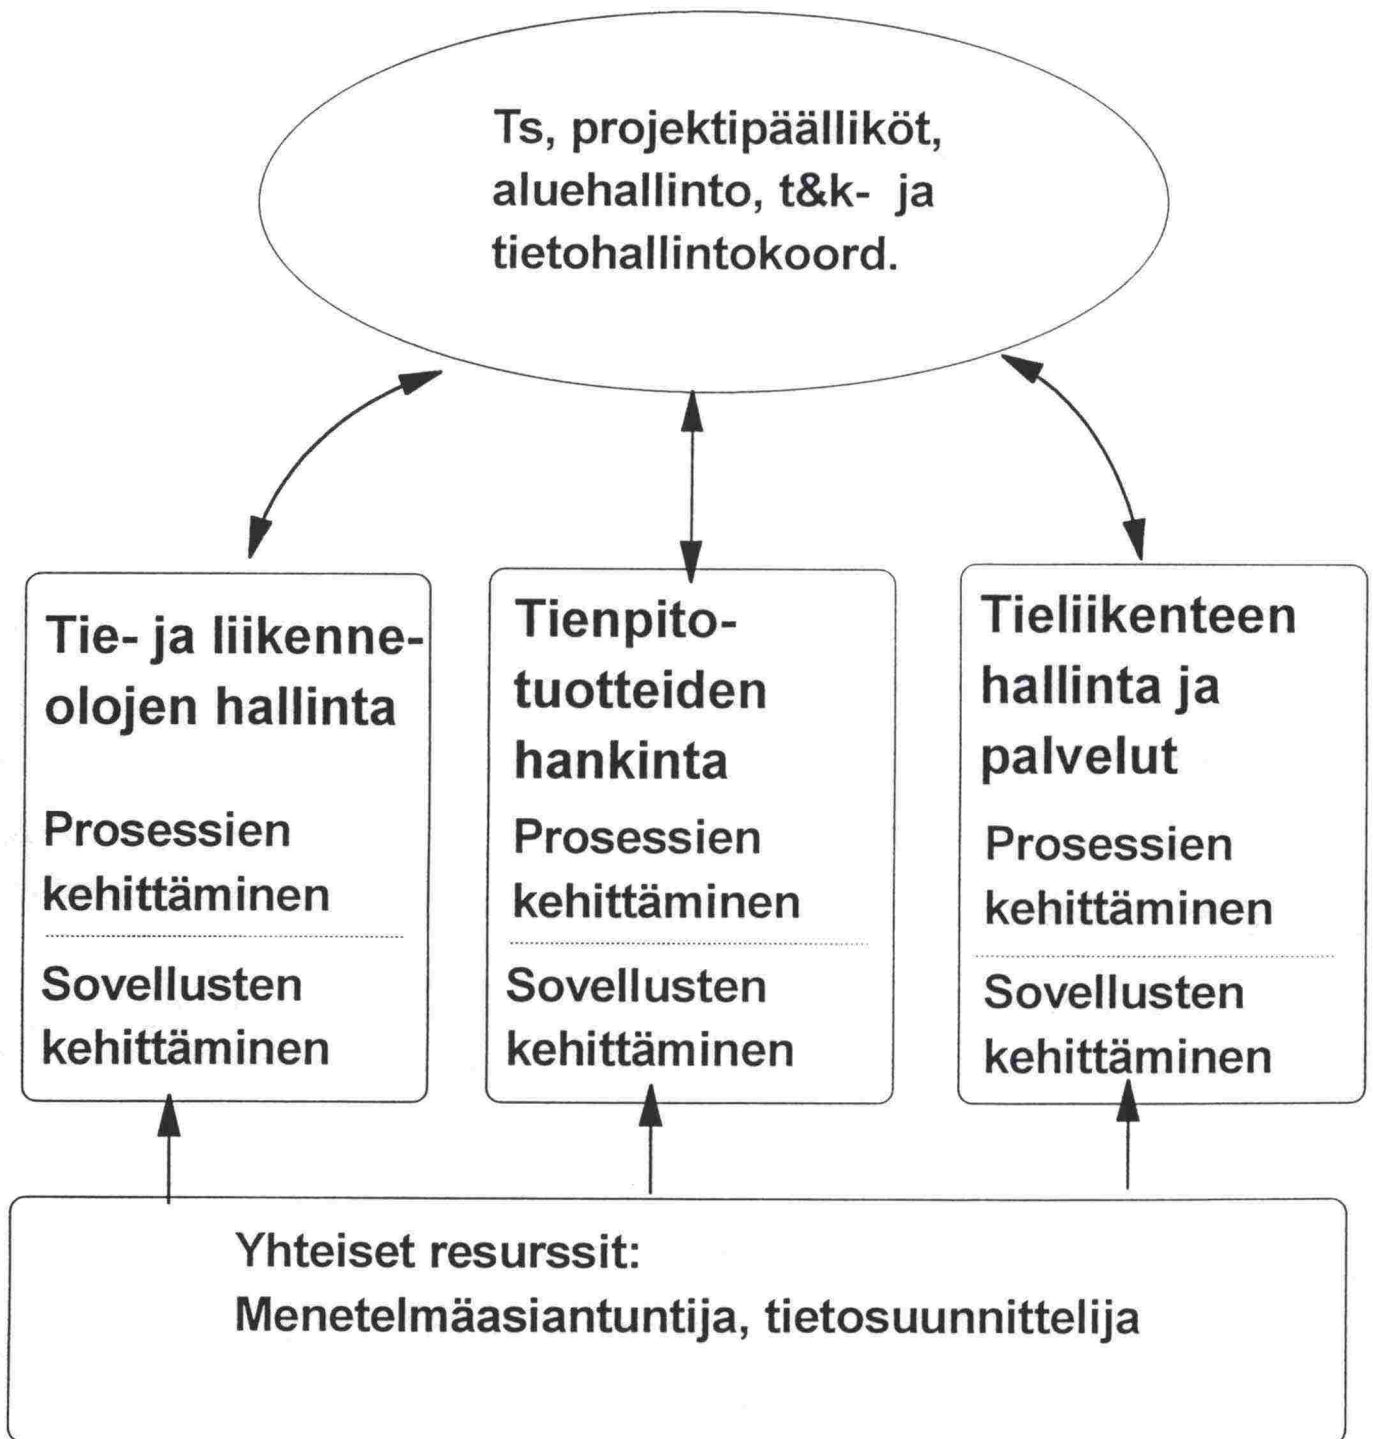 Ts, projektipäälliköt,
aluehallinto, t&k- ja
tietohallintokoord.
Tie- ja liikenne-
olojen hallinta
Prosessien
kehittäminen
Sovellusten
kehittäminen
Tienpito-
tuotteiden
hankinta
Prosessien
kehittäminen
Sovellusten
kehittäminen
Tieliikenteen
hallinta ja
palvelut
Prosessien
kehittäminen
Sovellusten
kehittäminen
Yhteiset resurssit:
Menetelmäasiantuntija, tietosuunnittelija